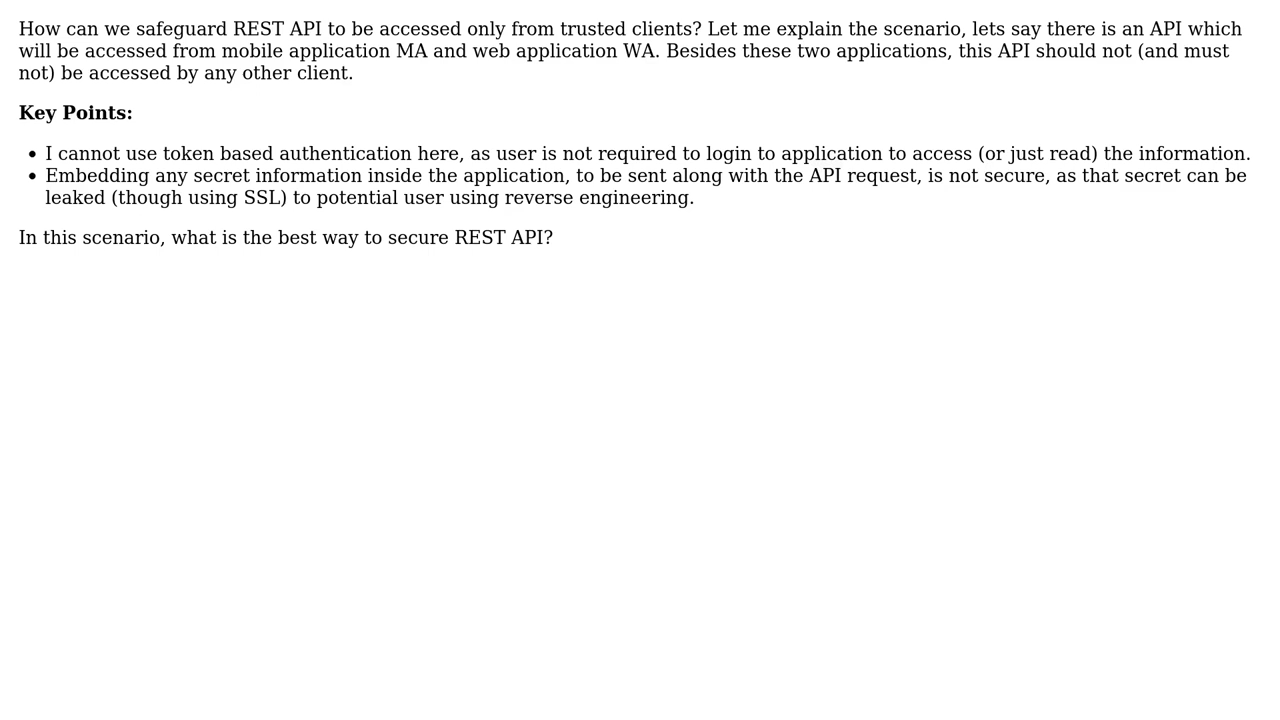 How can we safeguard REST API to be accessed only from trusted clients? Let me explain the scenario, lets say there is an API which
will be accessed from mobile application MA and web application WA. Besides these two applications, this API should not (and must
not) be accessed by any other client.
Key Points:
• I cannot use token based authentication here, as user is not required to login to application to access (or just read) the information.
• Embedding any secret information inside the application, to be sent along with the API request, is not secure, as that secret can be
leaked (though using SSL) to potential user using reverse engineering.
In this scenario, what is the best way to secure REST API?